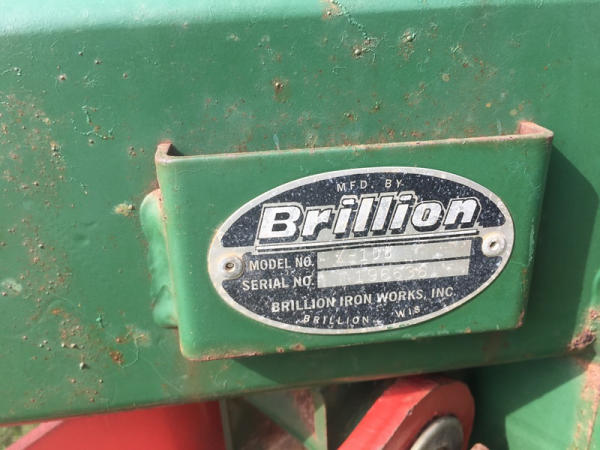 MFD BY
Brillion
MODEL NO.
SERIAL NO.
BRILLION IRON WORKS, INC
BRILLION WIS